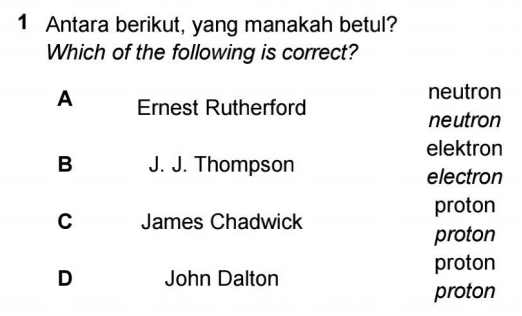 1 Antara berikut, yang manakah betul?
Which of the following is correct?
A Ernest Rutherford neutron
neutron
B J. J. Thompson elektron
electron
C James Chadwick proton
proton
D John Dalton proton
proton